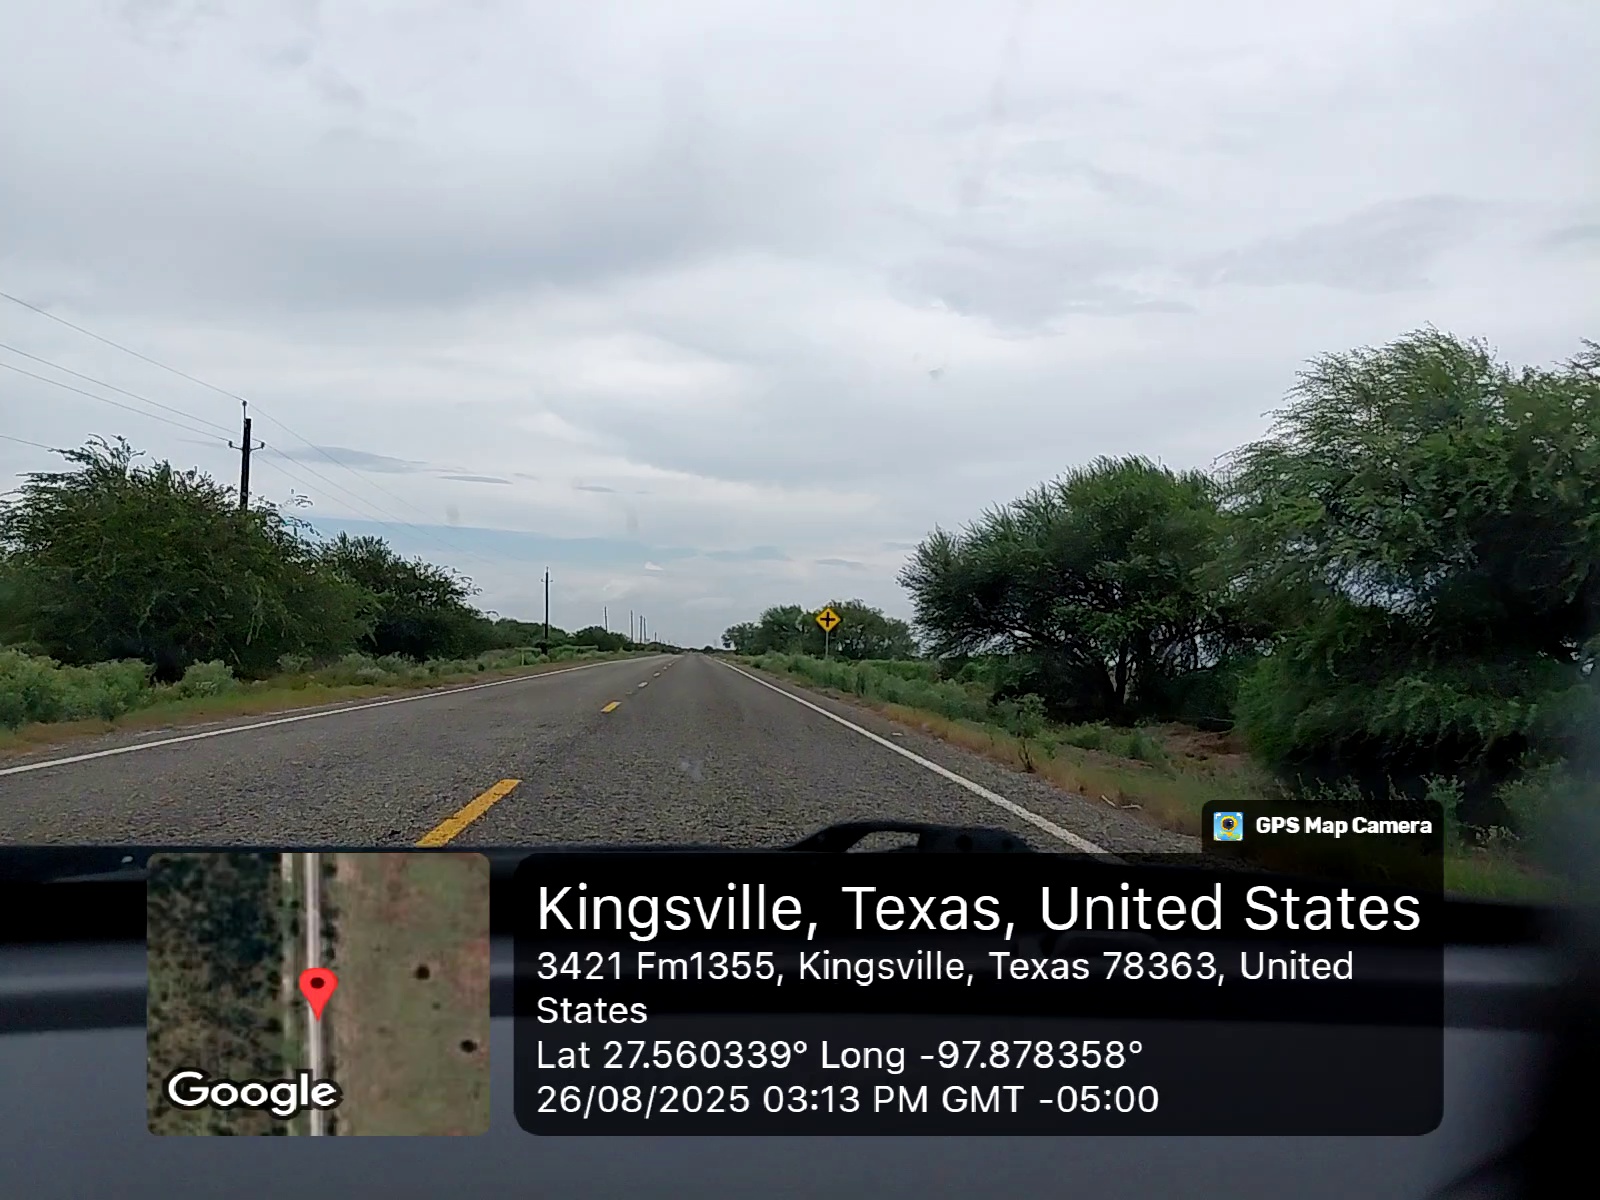 GPS Map Camera
Kingsville, Texas, United States
3421 Fm1355, Kingsville, Texas 78363, United
States
Lat 27.560339° Long -97.878358°
26/08/2025 03:13 PM GMT -05:00
Google